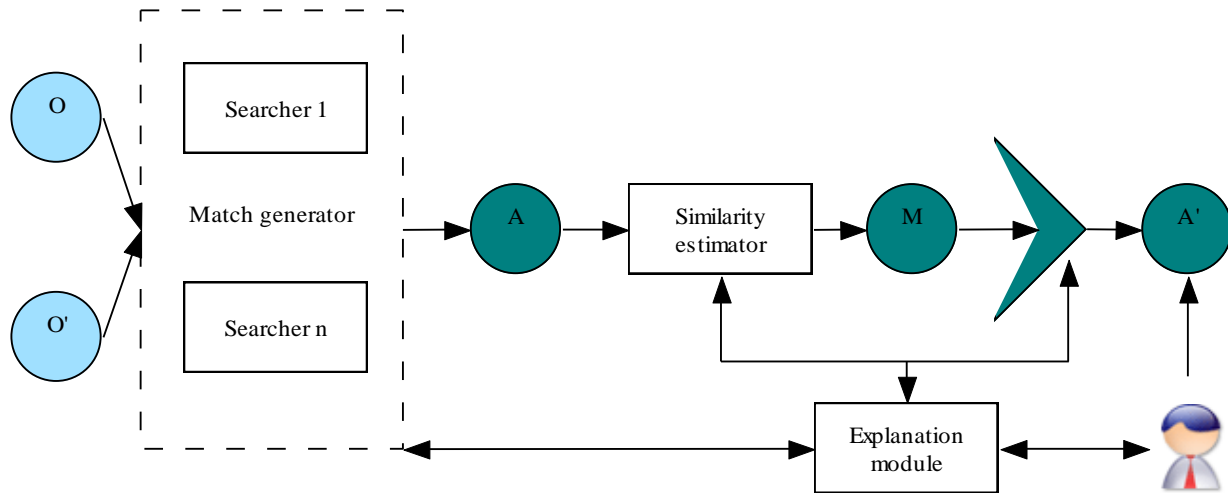 O
Searcher 1
Match generator
A
Similarity
estimator
M
A'
O'
Searcher n
Explanation
module